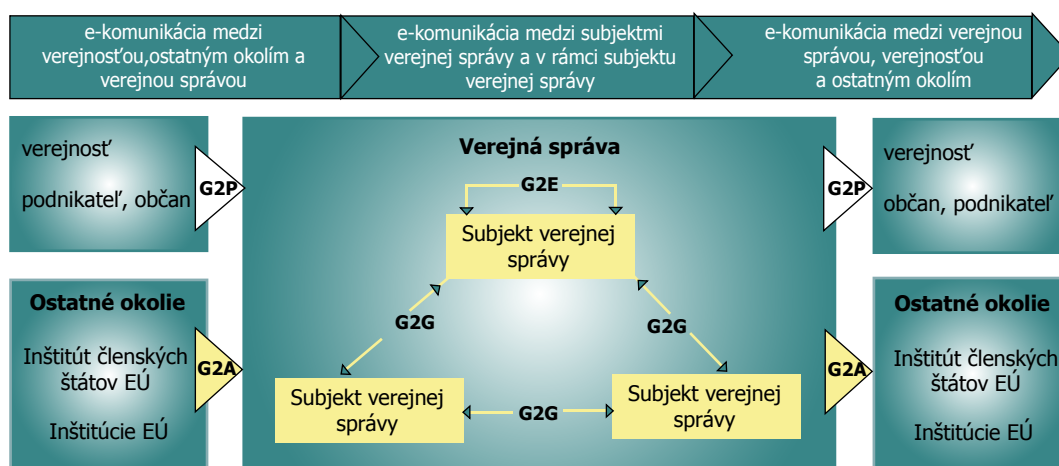 e-komunikácia medzi
verejnosťou,ostatným okolím a
verejnou správou
e-komunikácia medzi subjektmi
verejnej správy a v rámci subjektu
verejnej správy
e-komunikácia medzi verejnou
správou, verejnosťou
a ostatným okolím
verejnosť
podnikateľ, občan
G2P
Ostatné okolie
Inštitút členských
štátov EÚ
Inštitúcie EÚ
G2A
Verejná správa
G2E
Subjekt verejnej
správy
G2G
G2G
Subjekt verejnej
správy
G2G
Subjekt verejnej
správy
G2P
verejnosť
občan, podnikateľ
G2A
Ostatné okolie
Inštitút členských
štátov EÚ
Inštitúcie EÚ